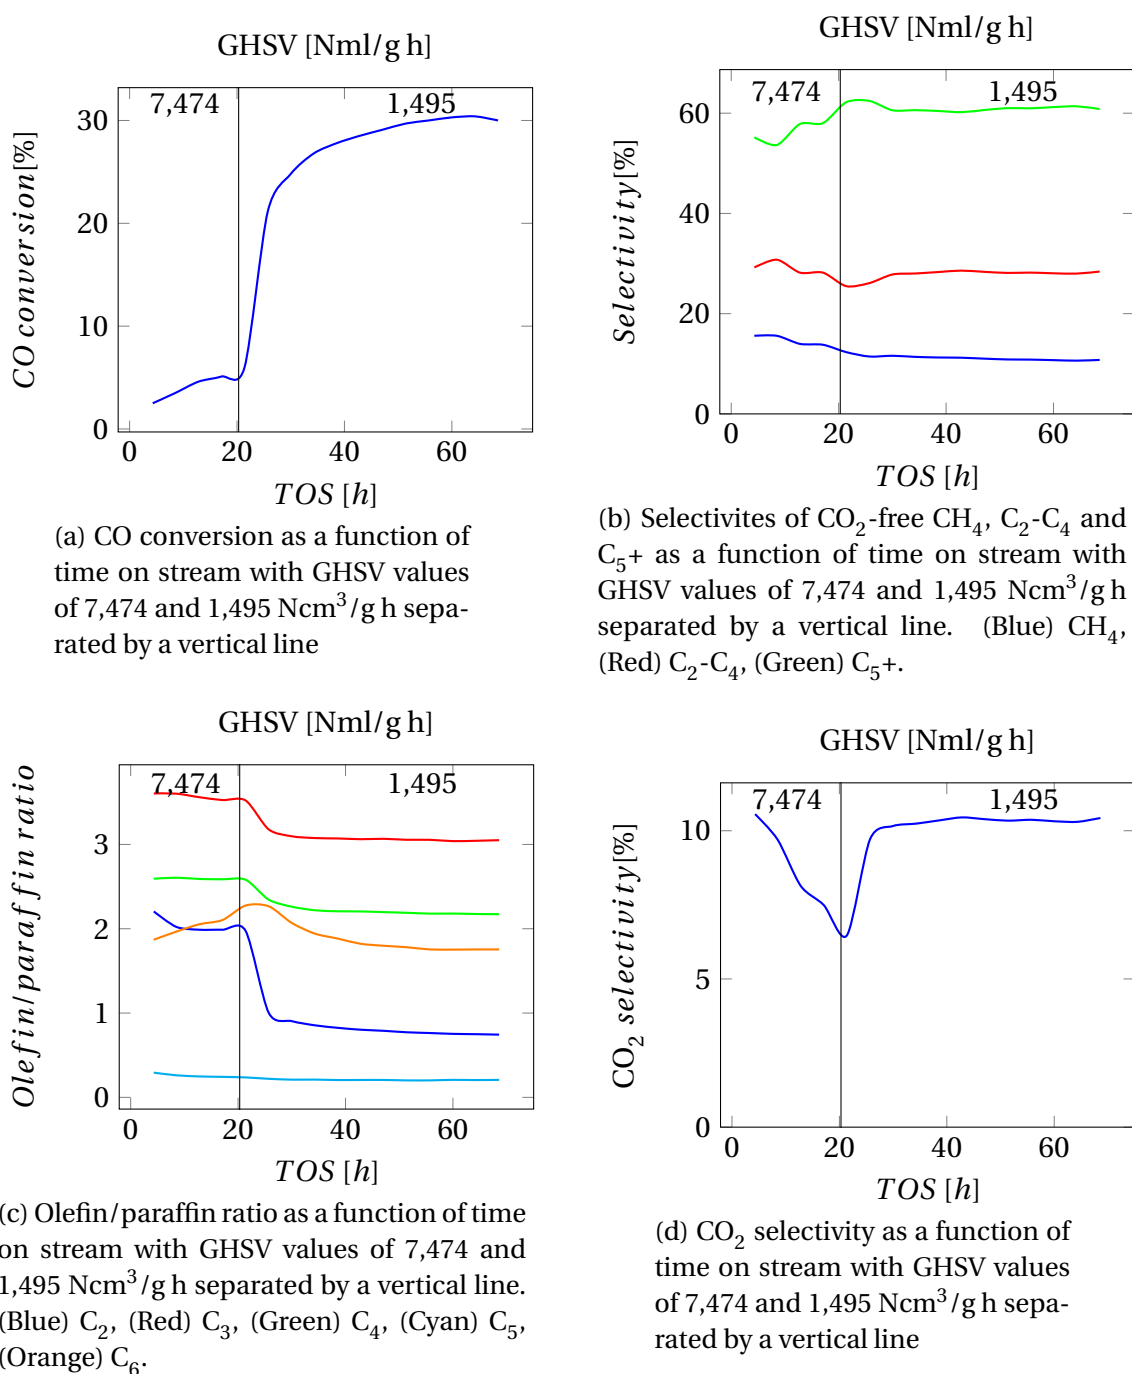 GHSV [Nml/g h]
7,474
1,495
30
20
10
0
0
20
40
60
CO conversion[%]
TOS [h]
(a) CO conversion as a function of
time on stream with GHSV values
of 7,474 and 1,495 Ncm³/g h sepa-
rated by a vertical line
GHSV [Nml/g h]
7,474
1,495
60
40
20
0
0
20
40
60
Selectivity[%]
TOS [h]
(b) Selectivites of CO₂-free CH₄, C₂-C₄ and
C₅+ as a function of time on stream with
GHSV values of 7,474 and 1,495 Ncm³/g h
separated by a vertical line. (Blue) CH₄,
(Red) C₂-C₄, (Green) C₅+.
GHSV [Nml/g h]
7,474
1,495
3
2
1
0
0
20
40
60
Olefin/paraffin ratio
TOS [h]
(c) Olefin/paraffin ratio as a function of time
on stream with GHSV values of 7,474 and
1,495 Ncm³/g h separated by a vertical line.
(Blue) C₂, (Red) C₃, (Green) C₄, (Cyan) C₅,
(Orange) C₆.
GHSV [Nml/g h]
7,474
1,495
10
5
0
0
20
40
60
CO₂ selectivity[%]
TOS [h]
(d) CO₂ selectivity as a function of
time on stream with GHSV values
of 7,474 and 1,495 Ncm³/g h sepa-
rated by a vertical line